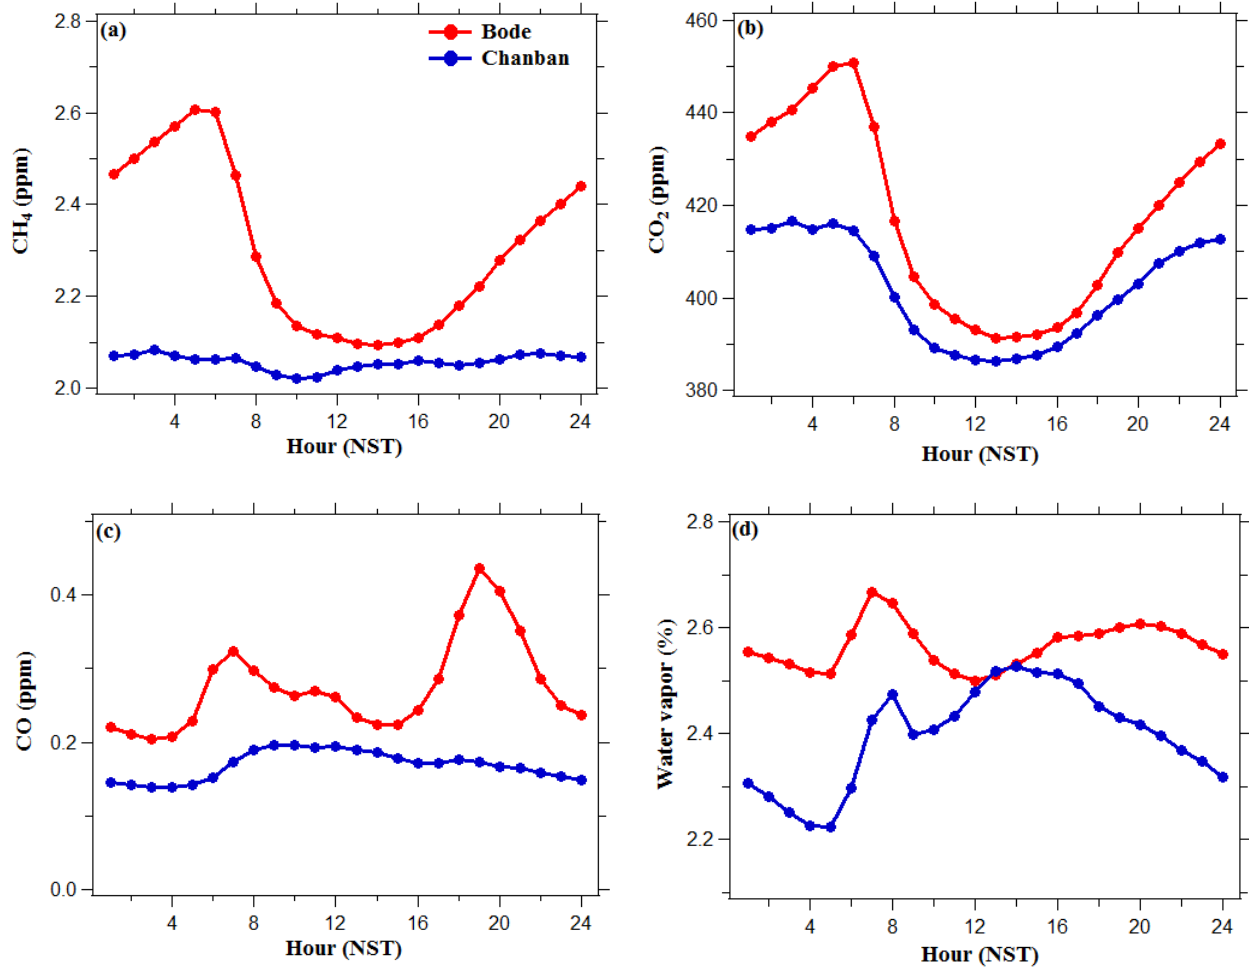 (a)
Bode
Chanban
2.8
2.6
2.4
2.2
2.0
CH4 (ppm)
4 8 12 16 20 24
Hour (NST)
(b)
460
440
420
400
380
CO2 (ppm)
4 8 12 16 20 24
Hour (NST)
(c)
0.4
0.2
0.0
CO (ppm)
4 8 12 16 20 24
Hour (NST)
(d)
2.8
2.6
2.4
2.2
Water vapor (%)
4 8 12 16 20 24
Hour (NST)